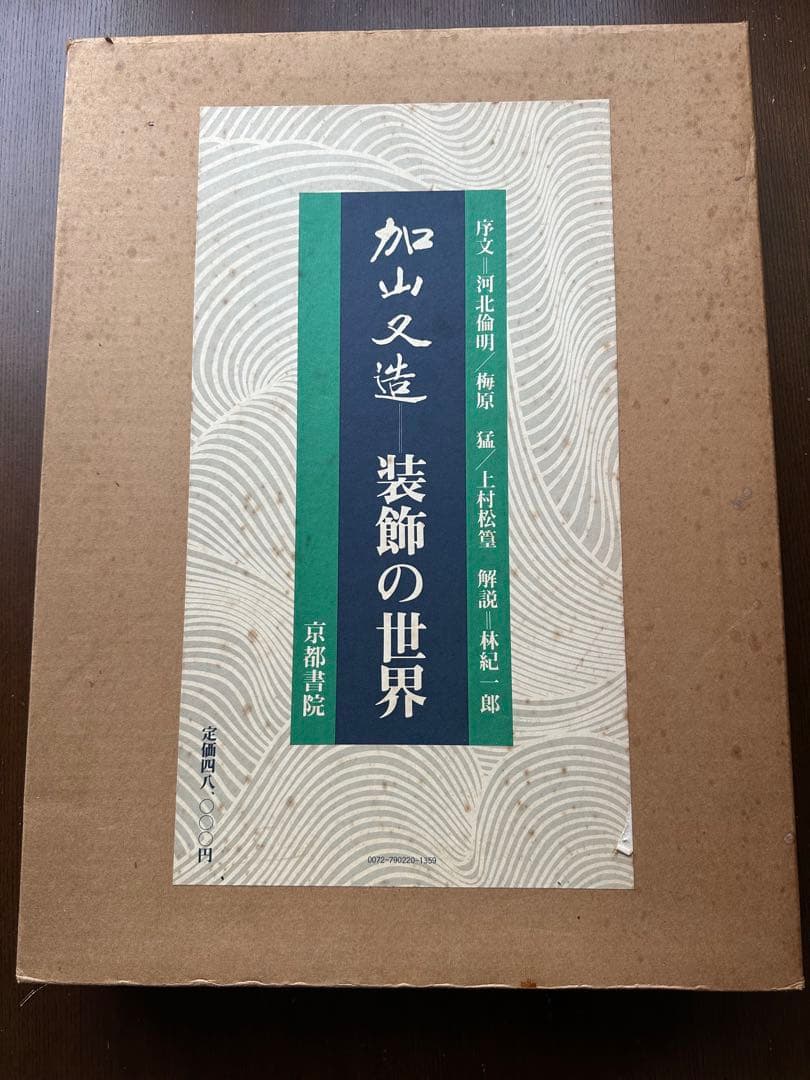 序文=河北倫明/梅原 猛/上村松篁 解説=林紀一郎
加山又造=装飾の世界
京都書院
定価四八、〇〇〇円
0072-790220-1359